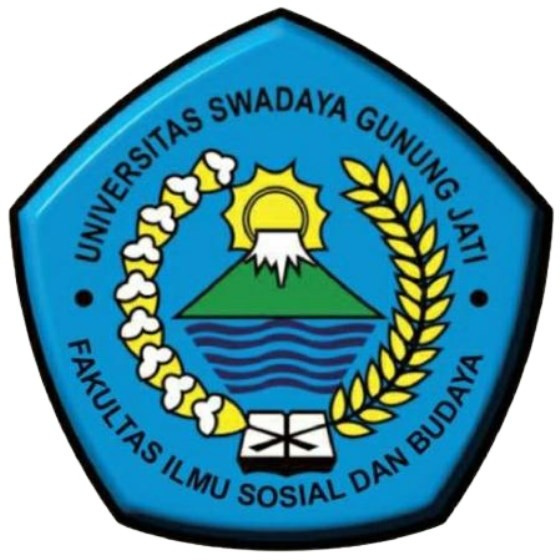 UNIVERSITAS SWADAYA GUNUNG JATI
FAKULTAS ILMU SOSIAL DAN BUDAYA